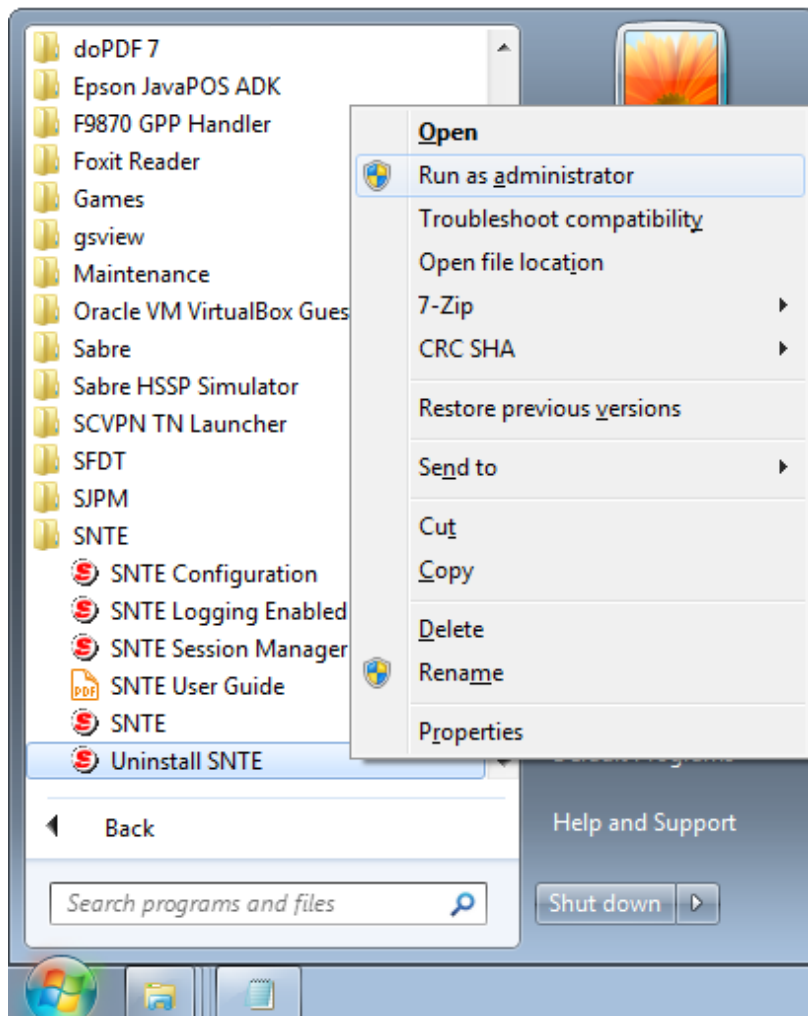 doPDF 7
Epson JavaPOS ADK
F9870 GPP Handler
Foxit Reader
Games
gsview
Maintenance
Oracle VM VirtualBox Gues
Sabre
Sabre HSSP Simulator
SCVPN TN Launcher
SFDT
SJPM
SNTE
SNTE Configuration
SNTE Logging Enabled
SNTE Session Manager
PDF SNTE User Guide
SNTE
Uninstall SNTE
Back
Search programs and files
Open
Run as administrator
Troubleshoot compatibility
Open file location
7-Zip
CRC SHA
Restore previous versions
Send to
Cut
Copy
Delete
Rename
Properties
Default Programs
Help and Support
Shut down